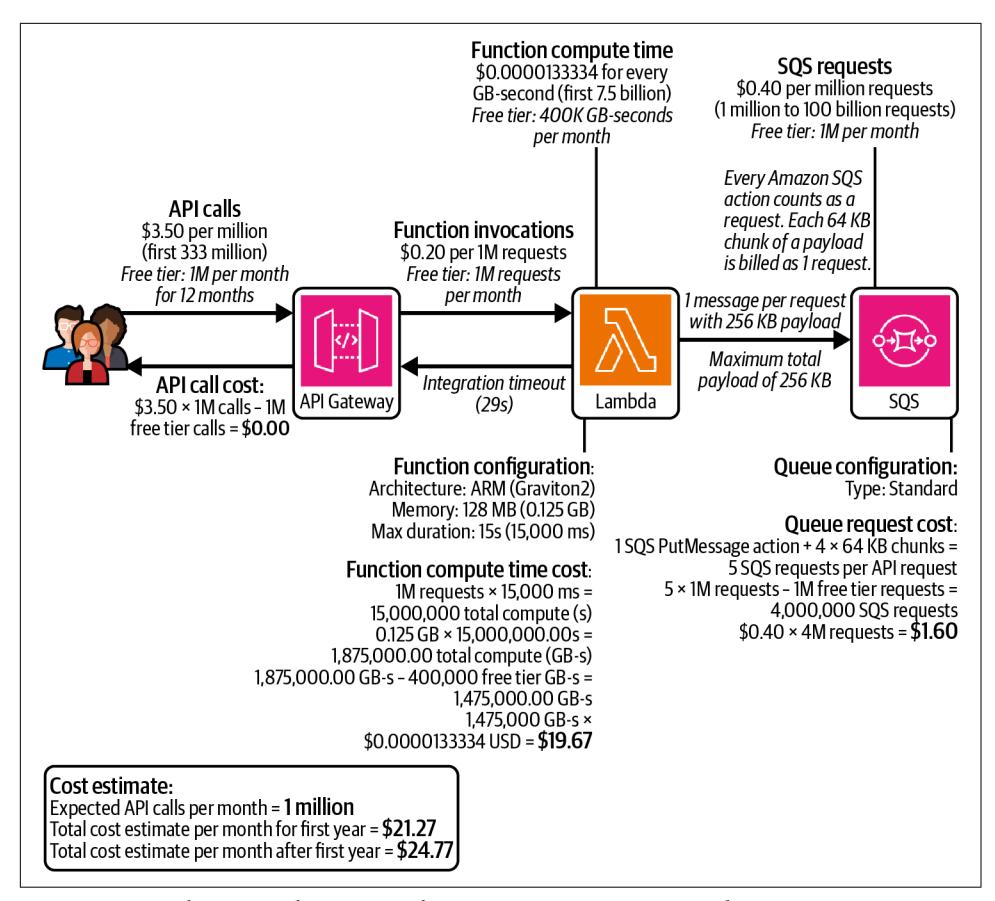 Function compute time
$0.0000133334 for every
GB-second (first 7.5 billion)
Free tier: 400K GB-seconds
per month
SQS requests
$0.40 per million requests
(1 million to 100 billion requests)
Free tier: 1M per month
Every Amazon SQS
action counts as a
request. Each 64 KB
chunk of a payload
is billed as 1 request.
API calls
$3.50 per million
(first 333 million)
Free tier: 1M per month
for 12 months
Function invocations
$0.20 per 1M requests
Free tier: 1M requests
per month
1 message per request
with 256 KB payload
Maximum total
payload of 256 KB
Integration timeout
(29s)
</>
API Gateway
Lambda
SQS
API call cost:
$3.50 × 1M calls – 1M
free tier calls = $0.00
Function configuration:
Architecture: ARM (Graviton2)
Memory: 128 MB (0.125 GB)
Max duration: 15s (15,000 ms)
Function compute time cost:
1M requests × 15,000 ms =
15,000,000 total compute (s)
0.125 GB × 15,000,000.00s =
1,875,000.00 total compute (GB-s)
1,875,000.00 GB-s – 400,000 free tier GB-s =
1,475,000.00 GB-s
1,475,000 GB-s ×
$0.0000133334 USD = $19.67
Queue configuration:
Type: Standard
Queue request cost:
1 SQS PutMessage action + 4 × 64 KB chunks =
5 SQS requests per API request
5 × 1M requests – 1M free tier requests =
4,000,000 SQS requests
$0.40 × 4M requests = $1.60
Cost estimate:
Expected API calls per month = 1 million
Total cost estimate per month for first year = $21.27
Total cost estimate per month after first year = $24.77